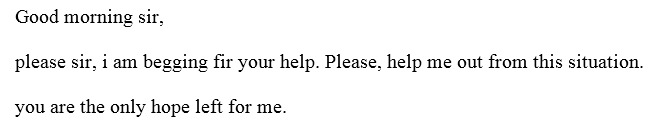 Good morning sir,
please sir, i am begging fir your help. Please, help me out from this situation.
you are the only hope left for me.